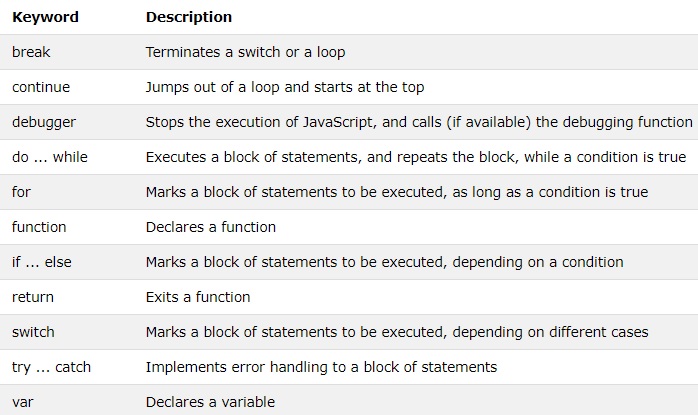 Keyword Description
break Terminates a switch or a loop
continue Jumps out of a loop and starts at the top
debugger Stops the execution of JavaScript, and calls (if available) the debugging function
do ... while Executes a block of statements, and repeats the block, while a condition is true
for Marks a block of statements to be executed, as long as a condition is true
function Declares a function
if ... else Marks a block of statements to be executed, depending on a condition
return Exits a function
switch Marks a block of statements to be executed, depending on different cases
try ... catch Implements error handling to a block of statements
var Declares a variable